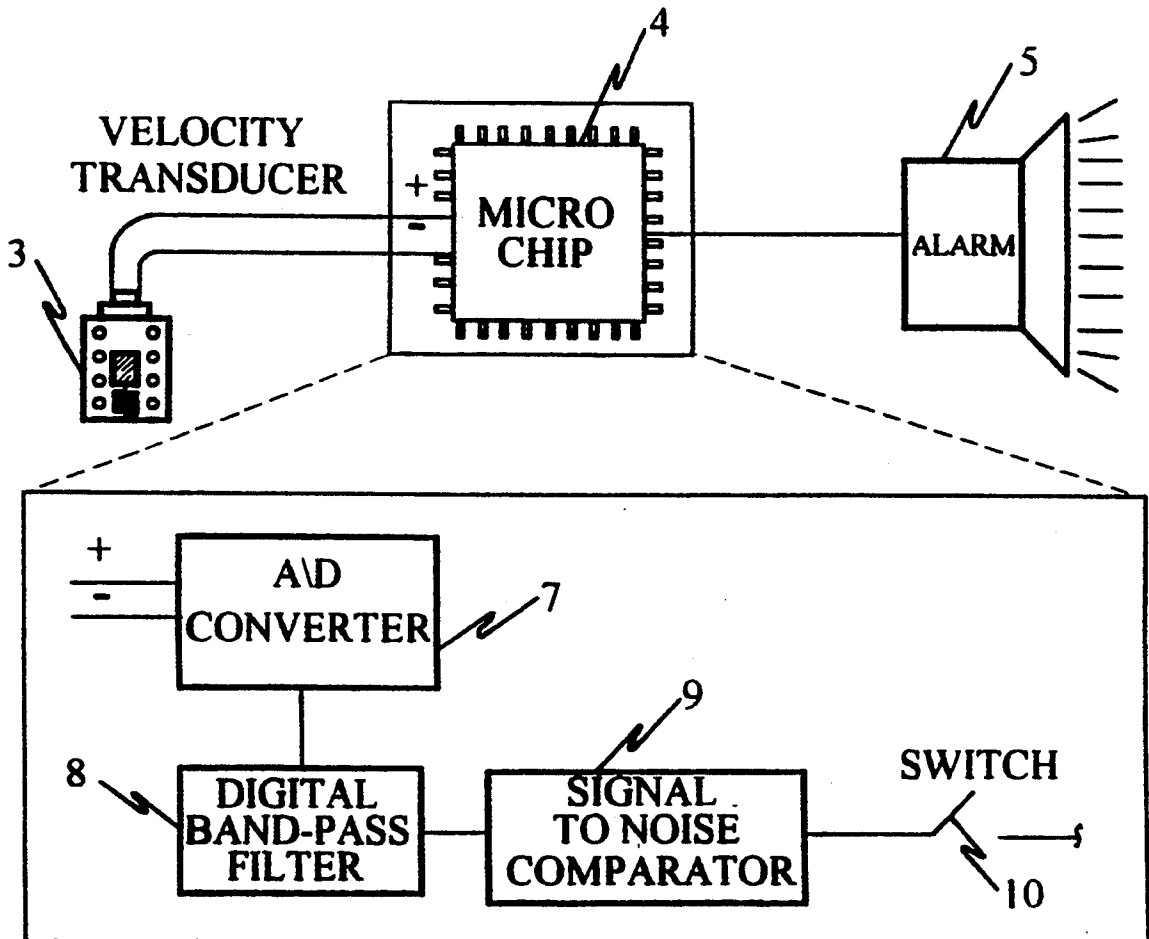 4
5
VELOCITY
TRANSDUCER
+
-
MICRO
CHIP
ALARM
3
+
-
A\D
CONVERTER
7
9
8
SWITCH
DIGITAL
BAND-PASS
FILTER
SIGNAL
TO NOISE
COMPARATOR
10